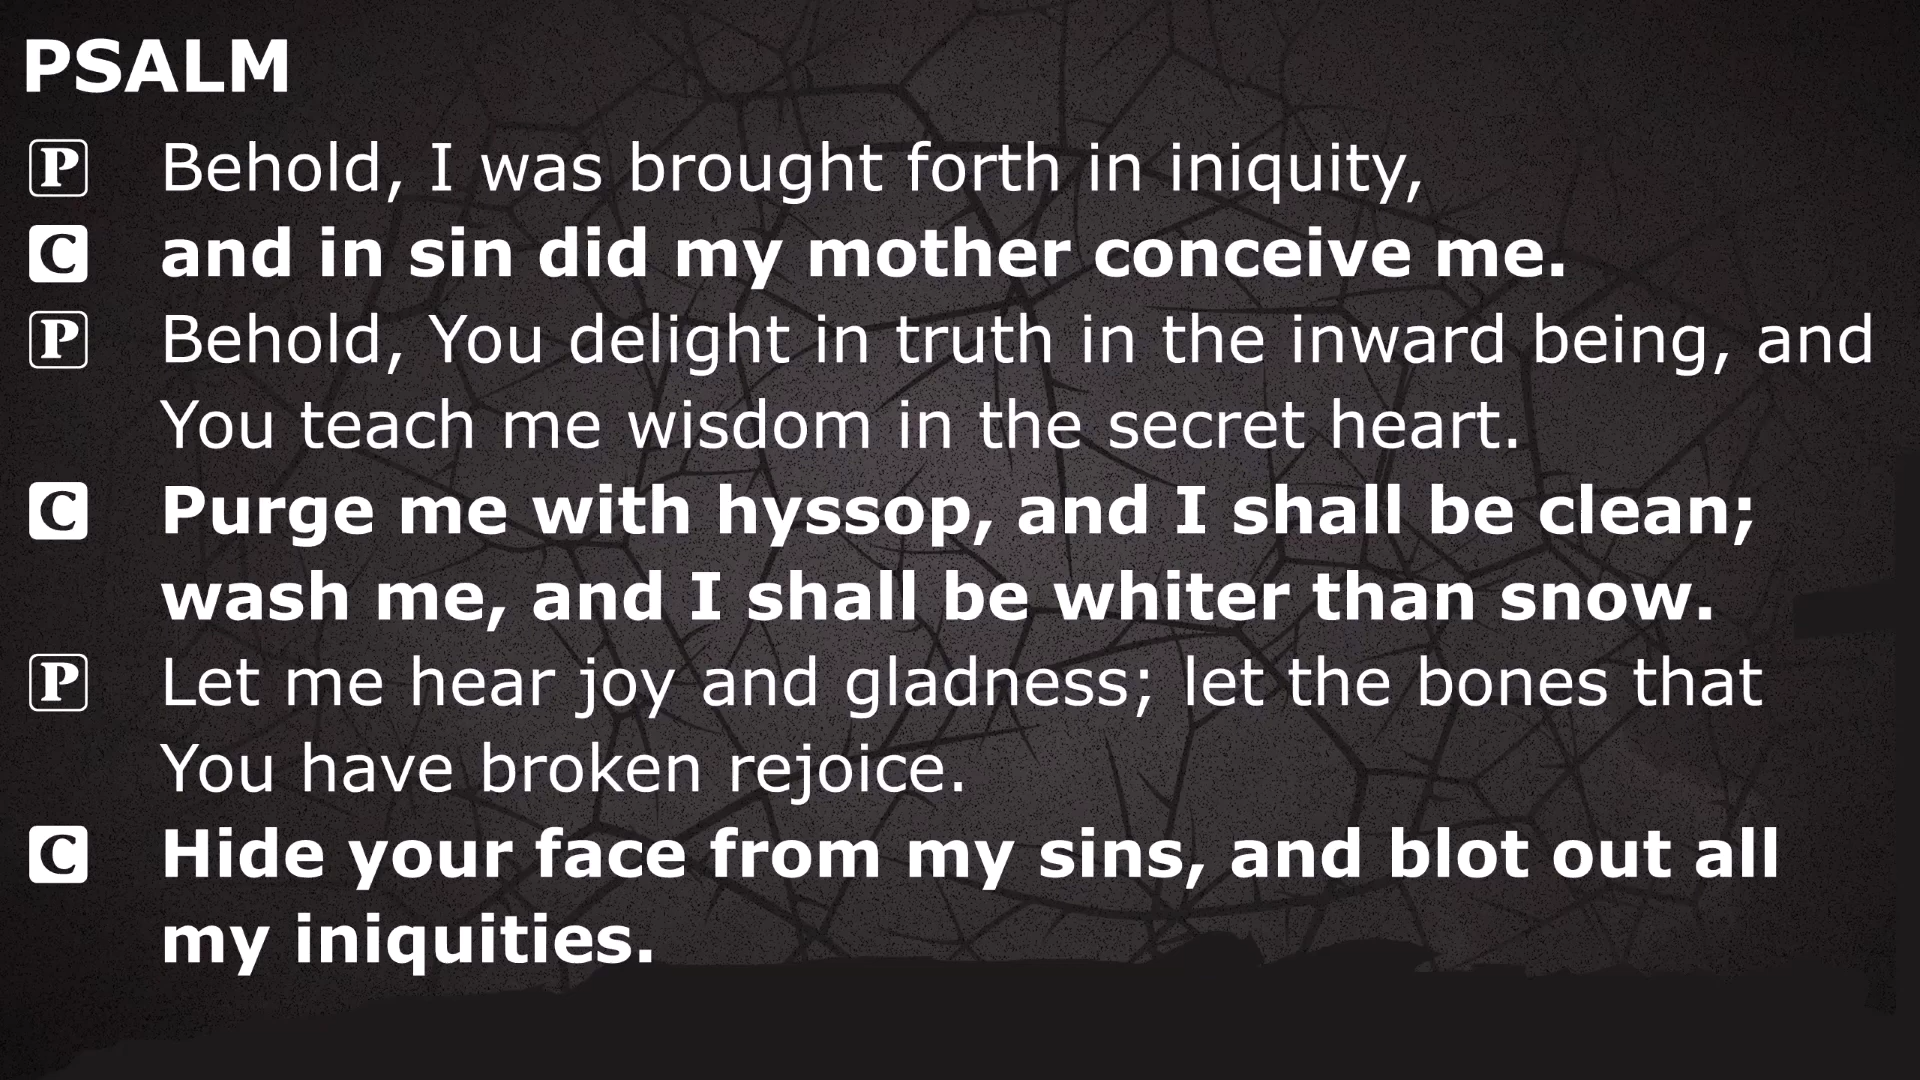 PSALM
P Behold, I was brought forth in iniquity,
C and in sin did my mother conceive me.
P Behold, You delight in truth in the inward being, and
You teach me wisdom in the secret heart.
C Purge me with hyssop, and I shall be clean;
wash me, and I shall be whiter than snow.
P Let me hear joy and gladness; let the bones that
You have broken rejoice.
C Hide your face from my sins, and blot out all
my iniquities.